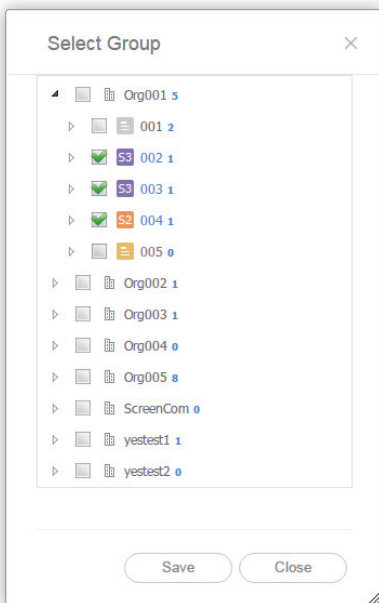 Select Group
Org001 5
001 2
S3 002 1
S3 003 1
S2 004 1
005 0
Org002 1
Org003 1
Org004 0
Org005 8
ScreenCom 0
yestest1 1
yestest2 0
Save Close